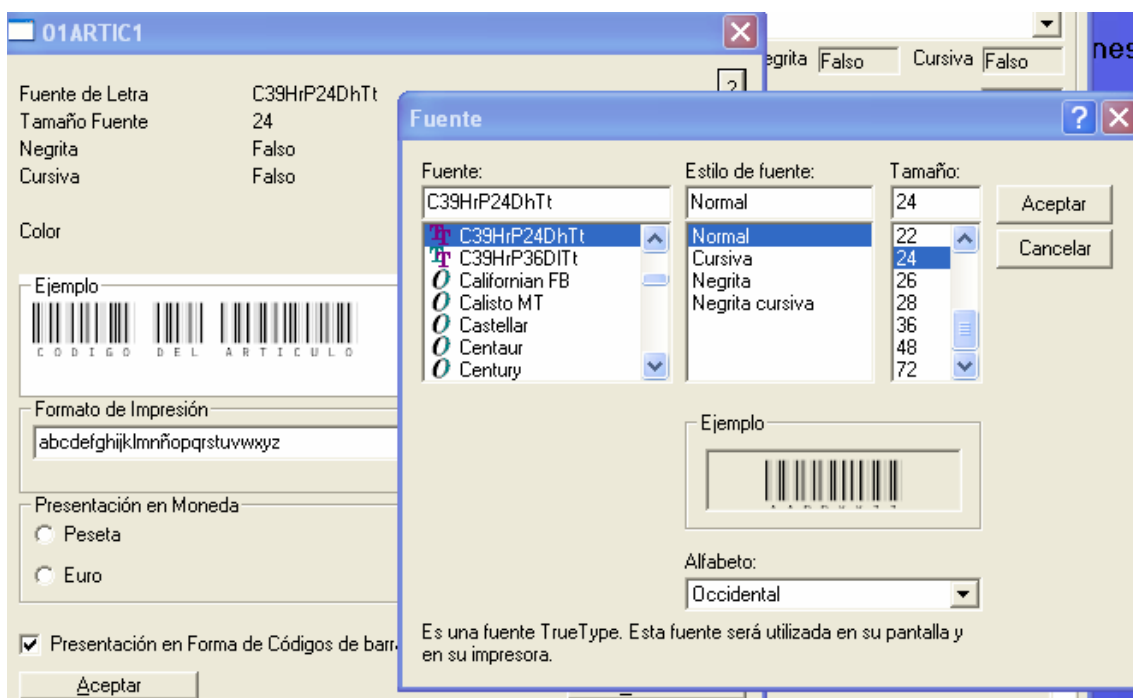 01ARTIC1
Fuente de Letra C39HrP24DhTt
Tamaño Fuente 24
Negrita Falso
Cursiva Falso
Color
Ejemplo
CODIGO DEL ARTICULO
Formato de Impresión
abcdefghijklmnñopqrstuvwxyz
Presentación en Moneda
Peseta
Euro
Presentación en Forma de Códigos de barr
Aceptar
egrita Falso Cursiva Falso
nes
?
Fuente
Fuente: Estilo de fuente: Tamaño:
C39HrP24DhTt Normal 24 Aceptar
C39HrP24DhTt Normal 22
C39HrP36DlTt Cursiva 24 Cancelar
Californian FB Negrita 26
Calisto MT Negrita cursiva 28
Castellar 36
Centaur 48
Century 72
Ejemplo
Alfabeto:
Occidental
Es una fuente TrueType. Esta fuente será utilizada en su pantalla y
en su impresora.